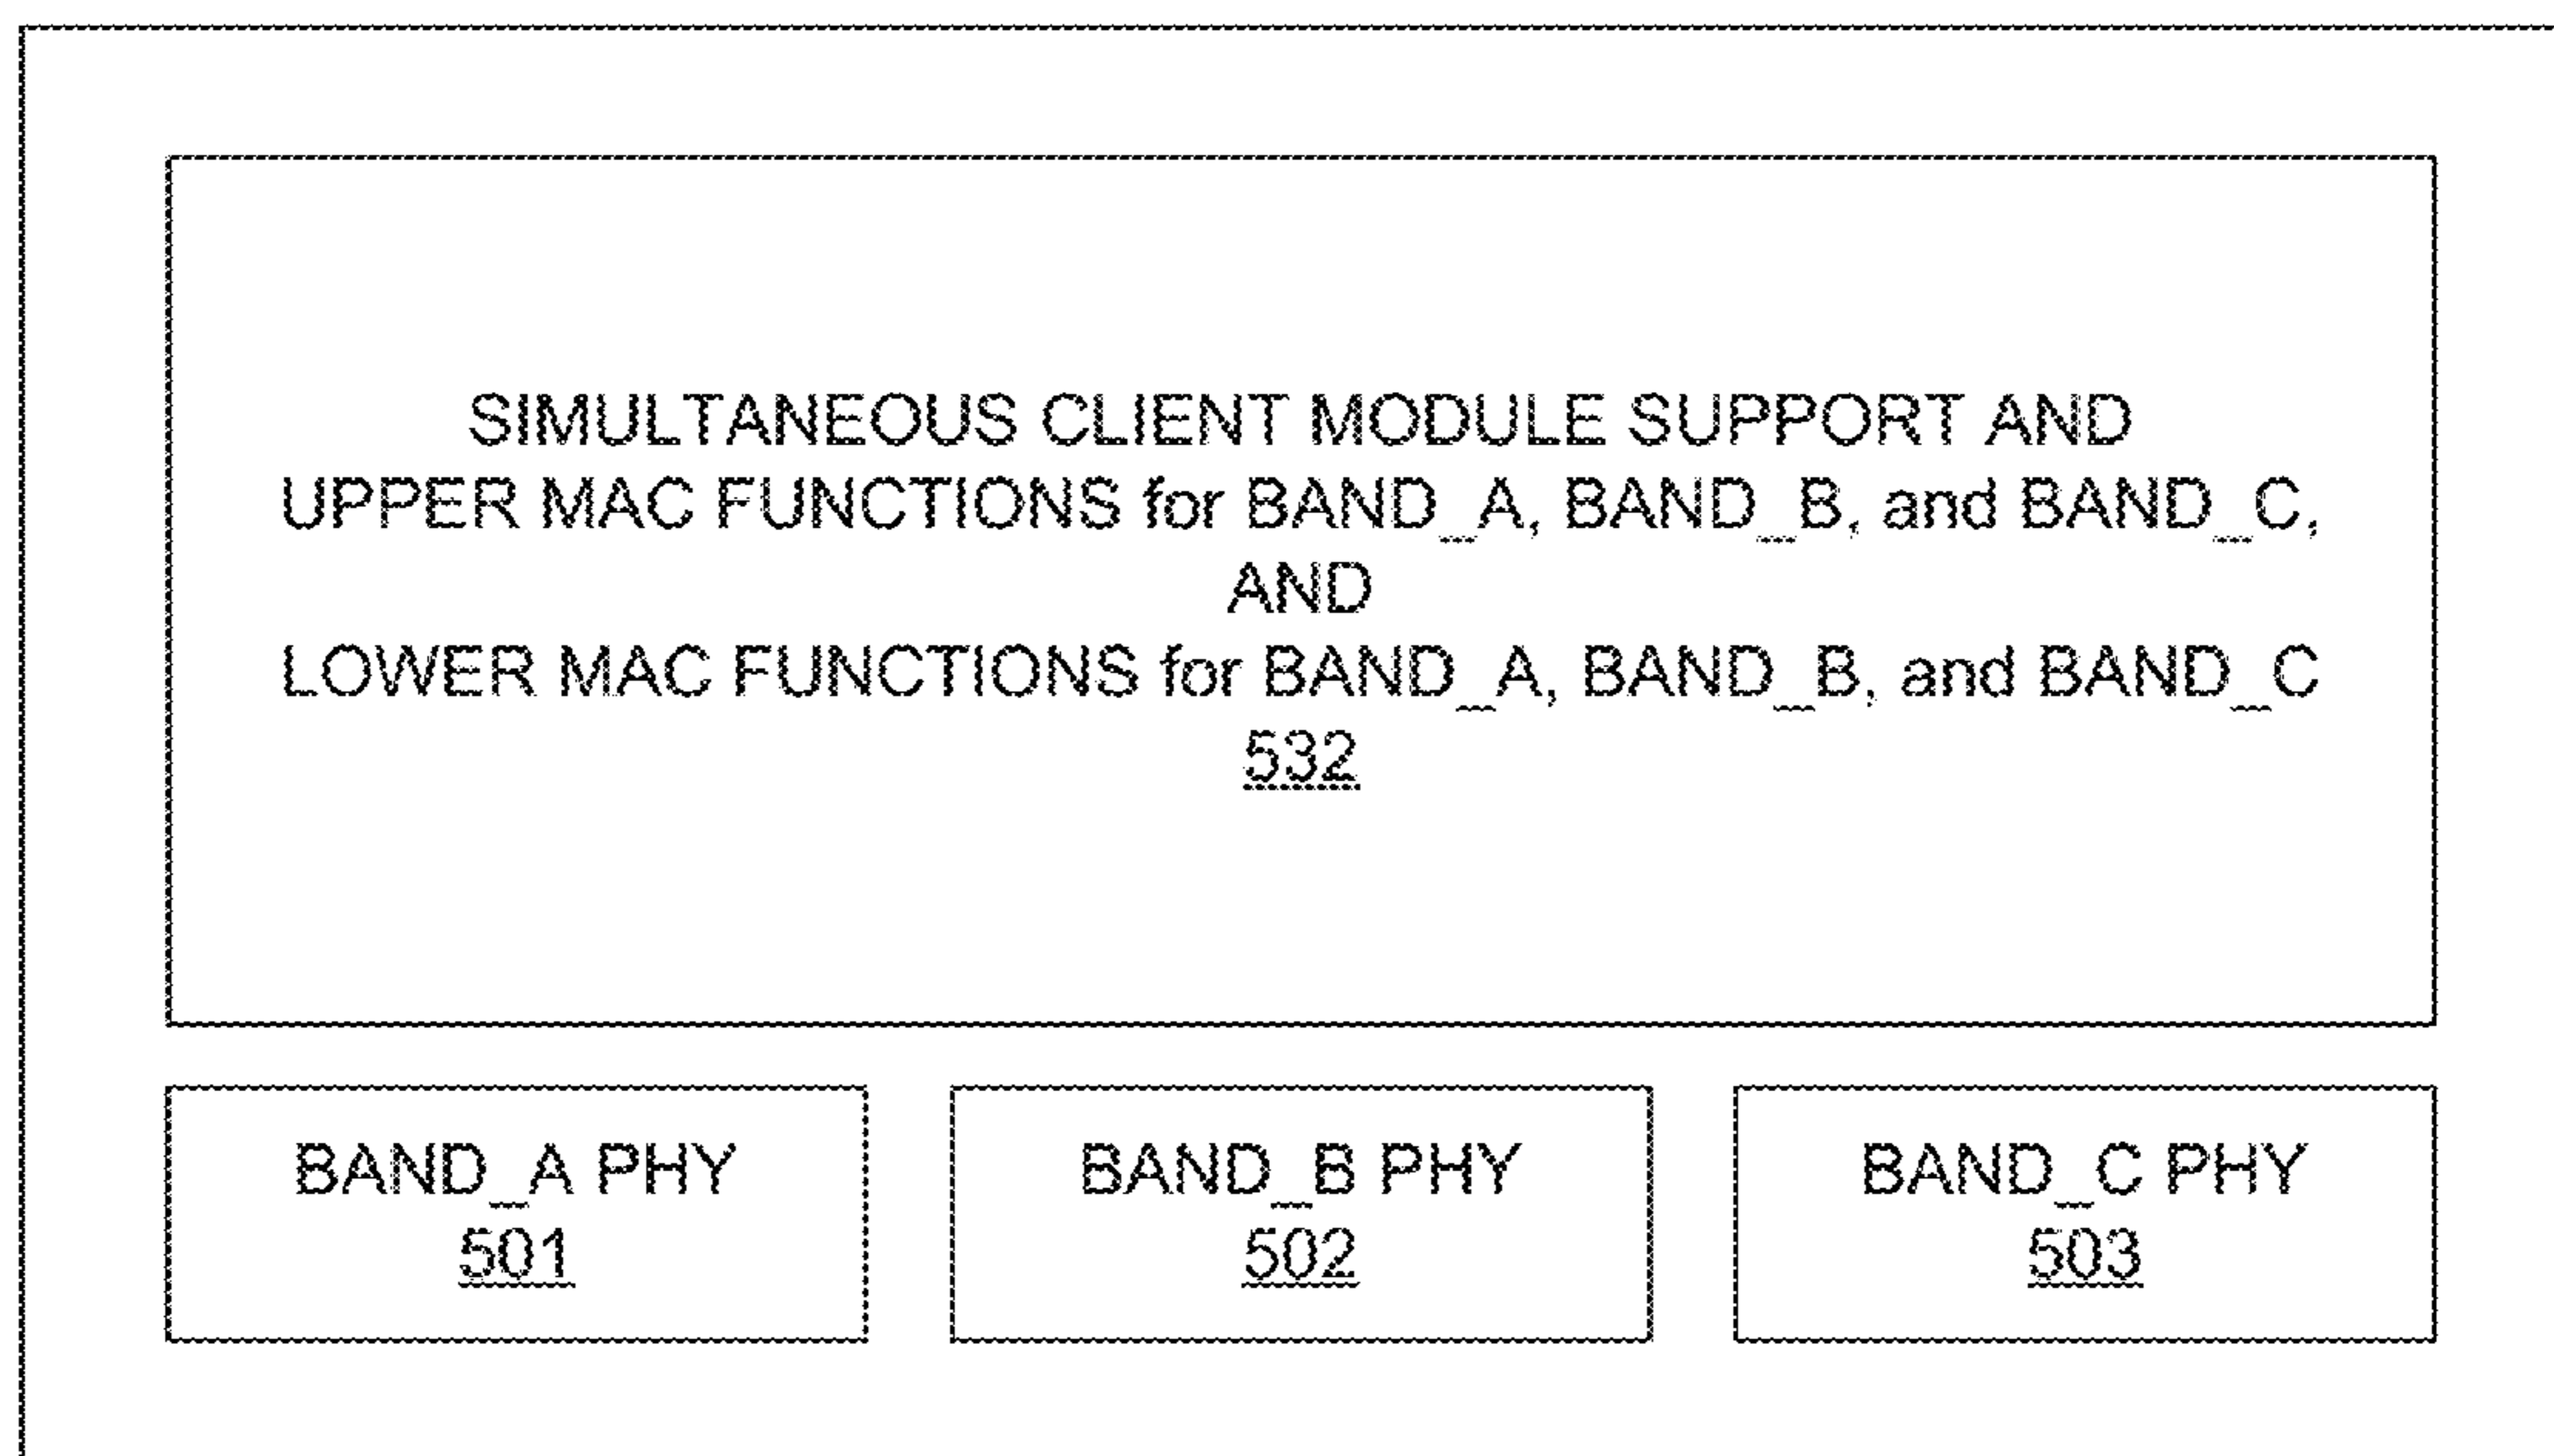 SIMULTANEOUS CLIENT MODULE SUPPORT AND
UPPER MAC FUNCTIONS for BAND_A, BAND_B, and BAND_C,
AND
LOWER MAC FUNCTIONS for BAND_A, BAND_B, and BAND_C
532
BAND_A PHY
501
BAND_B PHY
502
BAND_C PHY
503